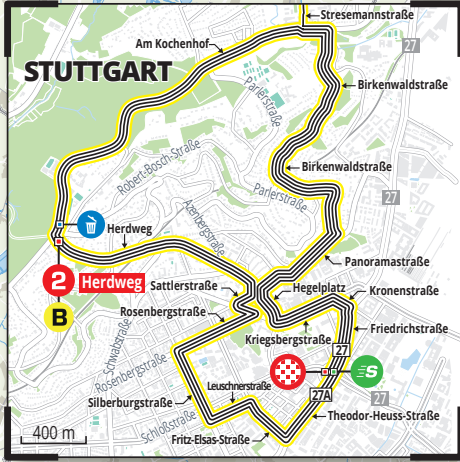 Stresemannstraße
Am Kochenhof
27
STUTTGART
Parlerstraße
Birkenwaldstraße
Robert-Bosch-Straße
Birkenwaldstraße
Parlerstraße
27
Azenbergstraße
Herdweg
Panoramastraße
2 Herdweg
Sattlerstraße
Hegelplatz
Kronenstraße
B
Rosenbergstraße
Friedrichstraße
Kriegsbergstraße
Schwabstraße
27
S
Rosenbergstraße
Leuschnerstraße
27A
27
Silberburgstraße
Theodor-Heuss-Straße
Schloßstraße
400 m
Fritz-Elsas-Straße